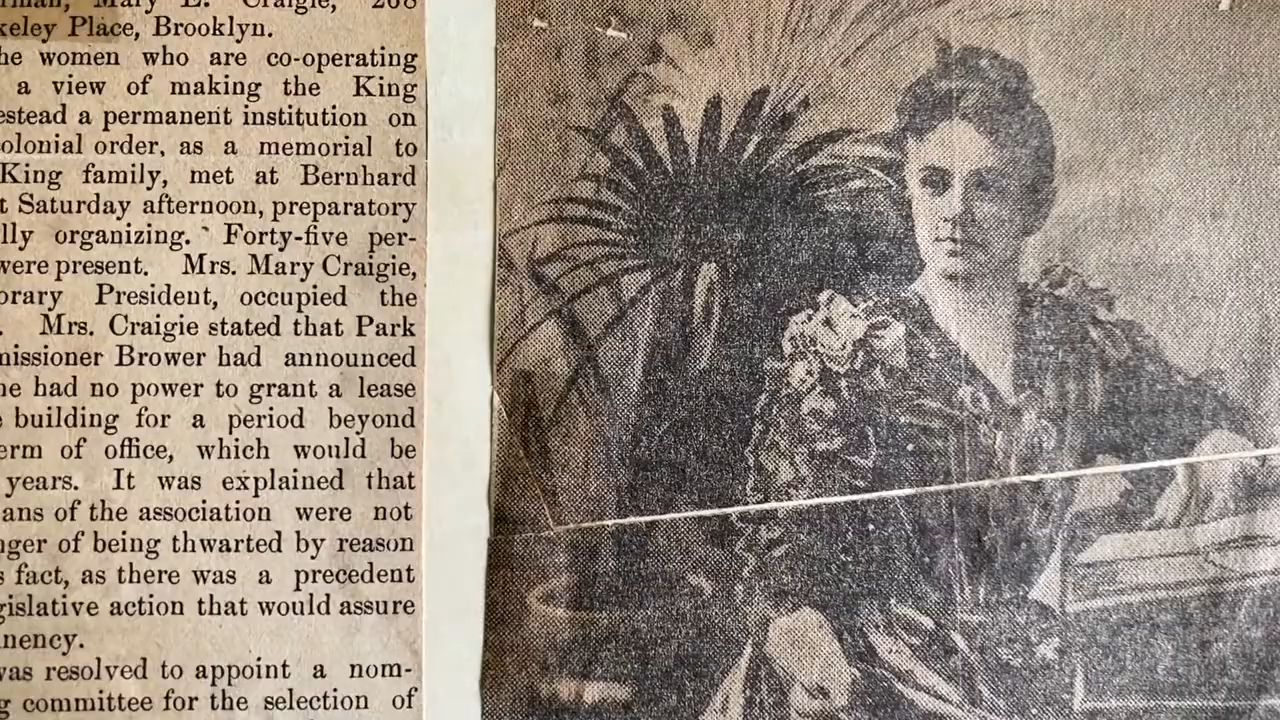 rman, Mary E. Craigie, 268
keley Place, Brooklyn.
he women who are co-operating
a view of making the King
estead a permanent institution on
olonial order, as a memorial to
King family, met at Bernhard
t Saturday afternoon, preparatory
lly organizing. Forty-five per-
were present. Mrs. Mary Craigie,
orary President, occupied the
. Mrs. Craigie stated that Park
missioner Brower had announced
he had no power to grant a lease
building for a period beyond
erm of office, which would be
years. It was explained that
ans of the association were not
nger of being thwarted by reason
s fact, as there was a precedent
gislative action that would assure
nency.
was resolved to appoint a nom-
g committee for the selection of